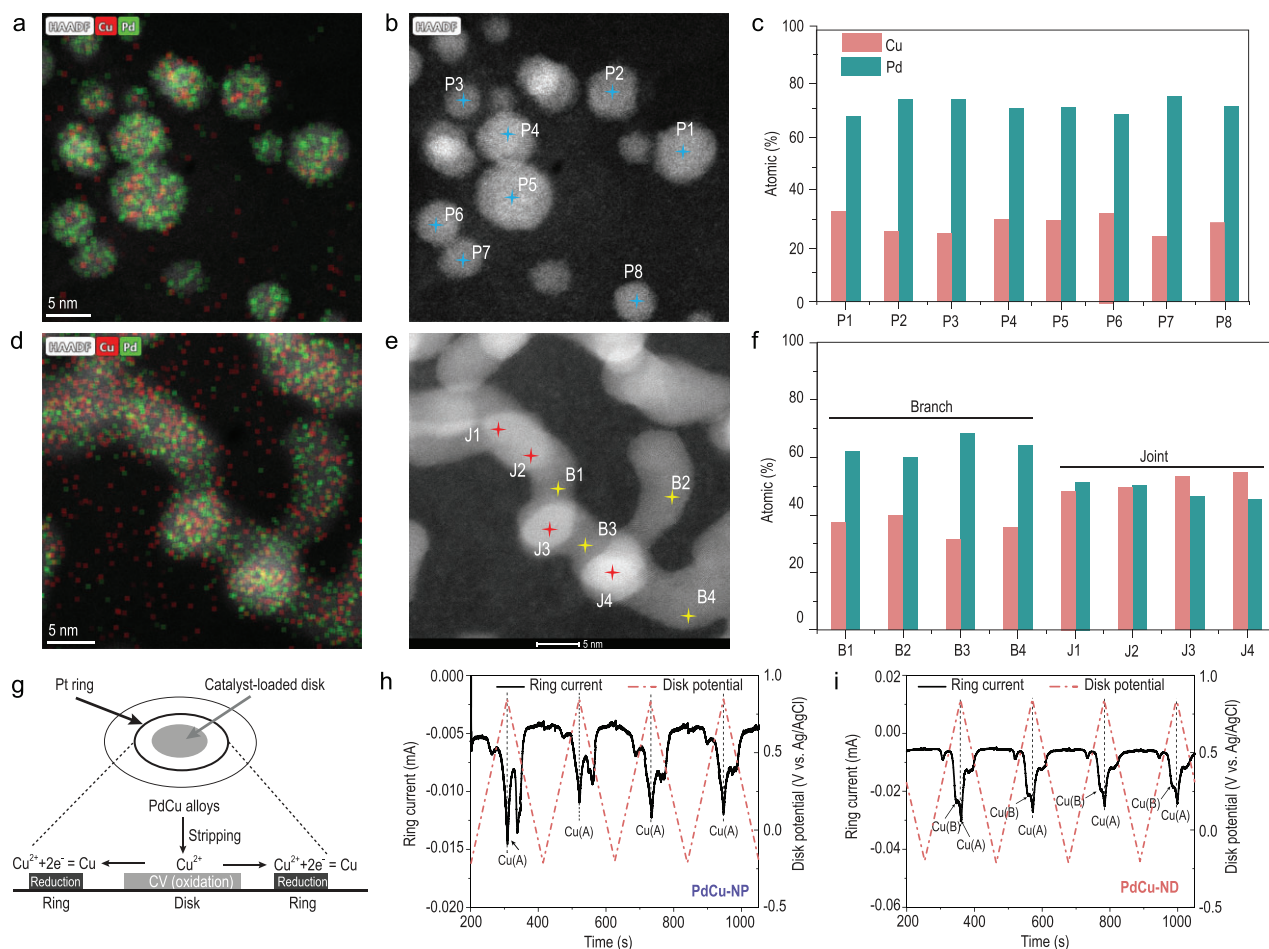 a
HAADF Cu Pd
5 nm
b
HAADF
P1
P2
P3
P4
P5
P6
P7
P8
c
Cu
Pd
Atomic (%)
100
80
60
40
20
0
P1 P2 P3 P4 P5 P6 P7 P8
d
HAADF Cu Pd
5 nm
e
J1
J2
B1
B2
J3
B3
J4
B4
5 nm
f
Branch
Joint
Atomic (%)
100
80
60
40
20
0
B1 B2 B3 B4 J1 J2 J3 J4
g
Pt ring
Catalyst-loaded disk
PdCu alloys
Stripping
Cu²⁺+2e⁻ = Cu
Cu²⁺
Cu²⁺+2e⁻ = Cu
Reduction
CV (oxidation)
Reduction
Ring
Disk
Ring
h
Ring current
Disk potential
Ring current (mA)
0.000
-0.005
-0.010
-0.015
-0.020
Disk potential (V vs. Ag/AgCl)
1.0
0.5
0.0
-0.5
Cu(A)
Cu(A)
Cu(A)
Cu(A)
PdCu-NP
200 400 600 800 1000
Time (s)
i
Ring current
Disk potential
Ring current (mA)
0.02
0.00
-0.02
-0.04
-0.06
Disk potential (V vs. Ag/AgCl)
1.0
0.5
0.0
-0.5
Cu(B)
Cu(A)
Cu(B)
Cu(A)
Cu(B)
Cu(A)
Cu(B)
Cu(A)
PdCu-ND
200 400 600 800 1000
Time (s)